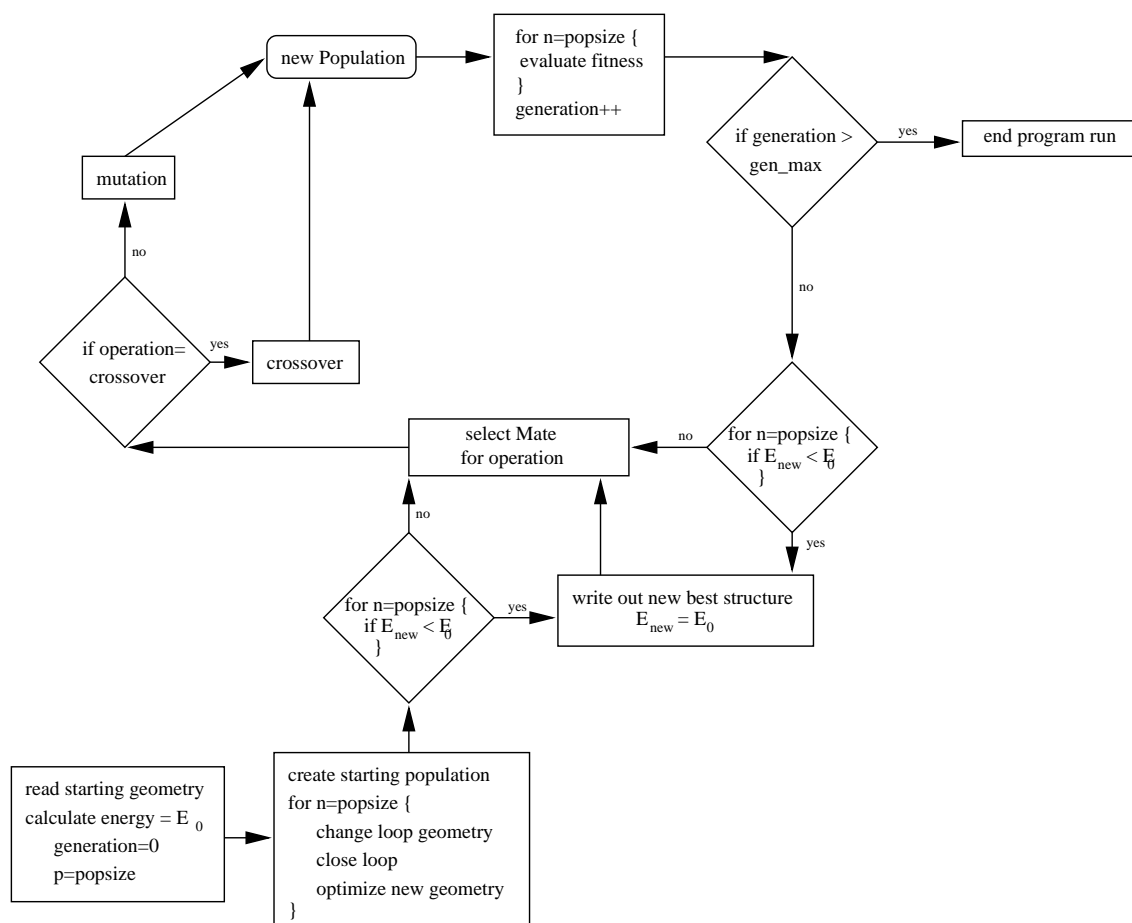 for n=popsize {
evaluate fitness
}
generation++
new Population
if generation >
gen_max
yes
end program run
mutation
no
no
if operation=
crossover
yes
crossover
select Mate
for operation
no
for n=popsize {
if E_new < E_0
}
yes
no
for n=popsize {
if E_new < E_0
}
yes
write out new best structure
E_new = E_0
read starting geometry
calculate energy = E_0
generation=0
p=popsize
create starting population
for n=popsize {
change loop geometry
close loop
optimize new geometry
}